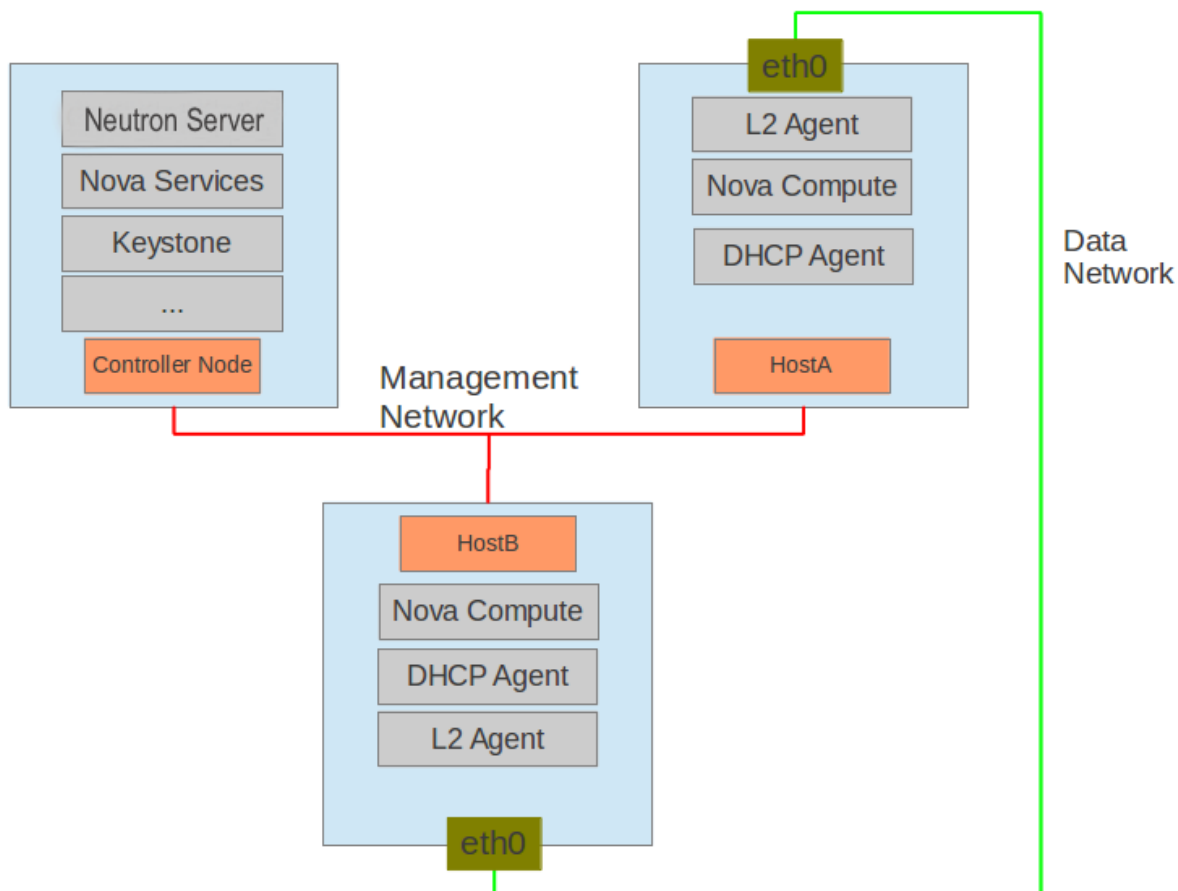 Neutron Server
Nova Services
Keystone
...
Controller Node
eth0
L2 Agent
Nova Compute
DHCP Agent
HostA
Data
Network
Management
Network
HostB
Nova Compute
DHCP Agent
L2 Agent
eth0